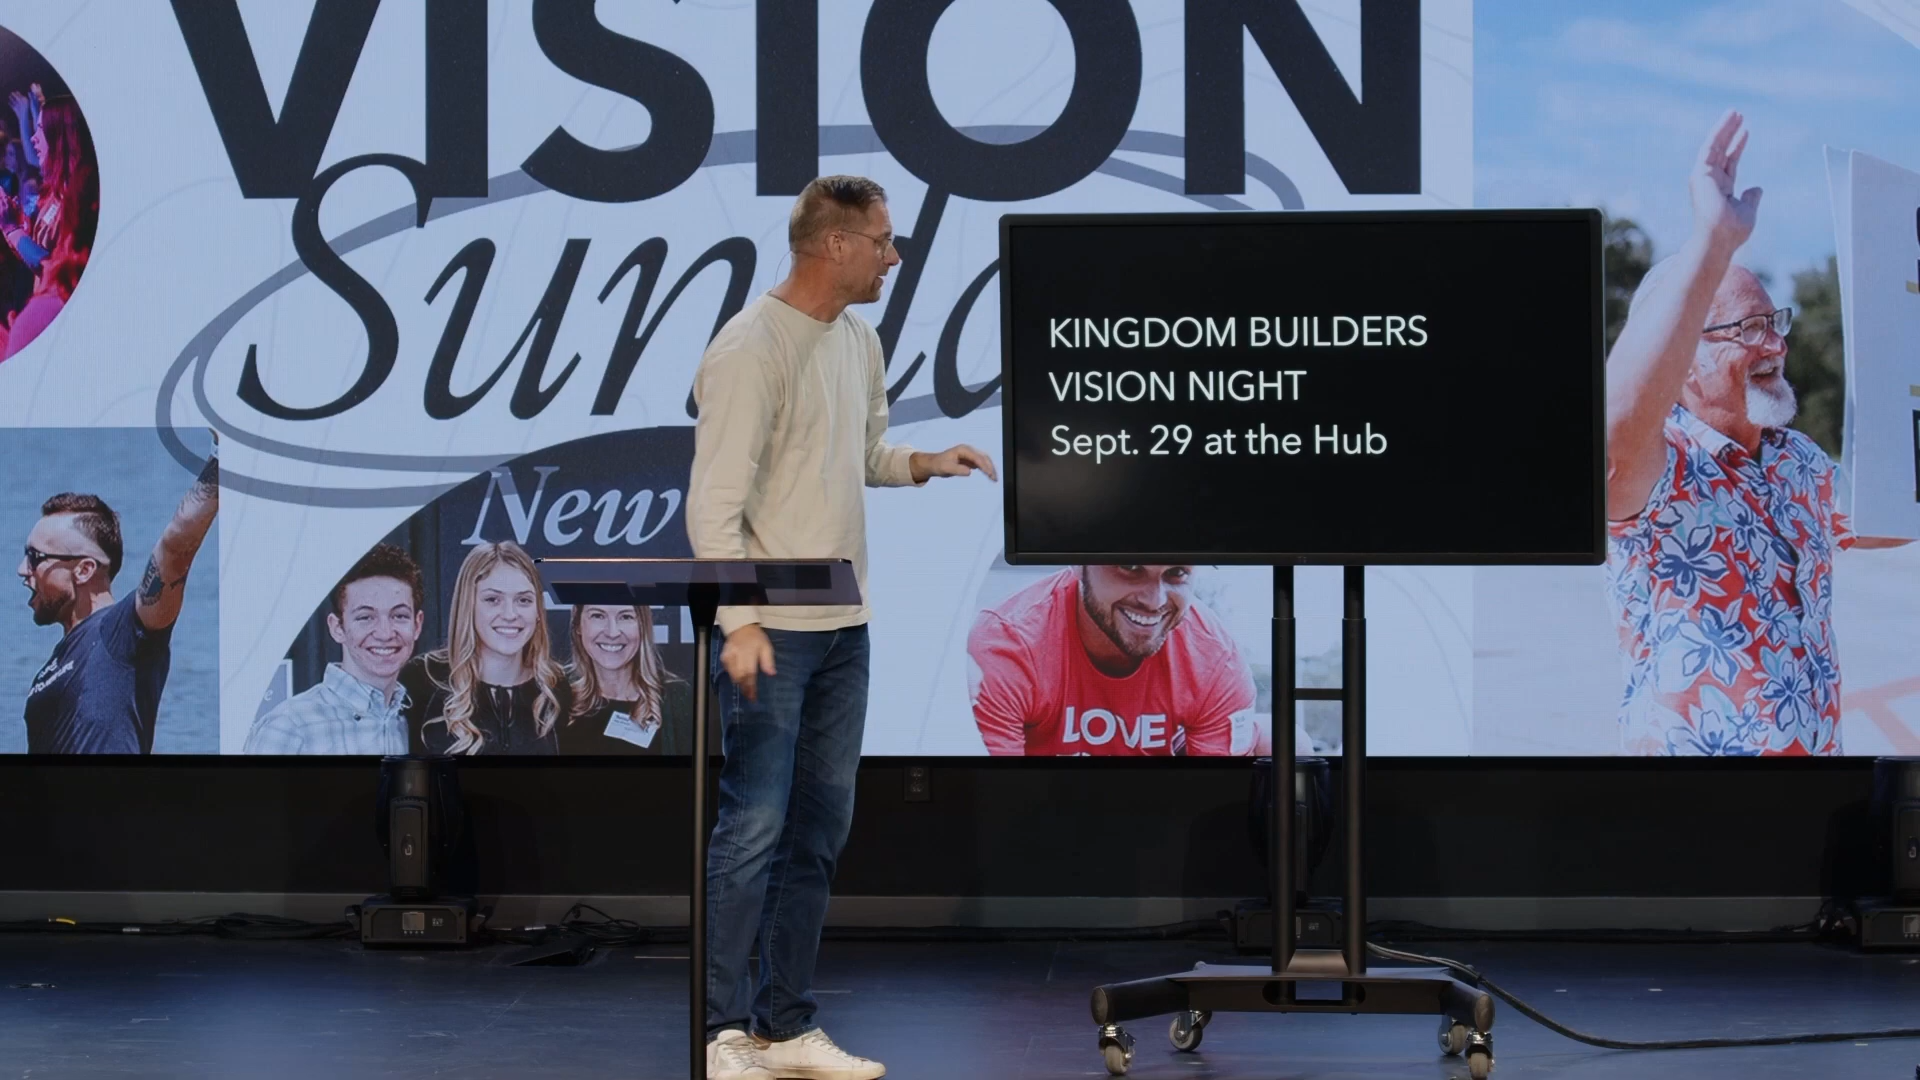 VISION
Sunda
KINGDOM BUILDERS
VISION NIGHT
Sept. 29 at the Hub
New
LOVE